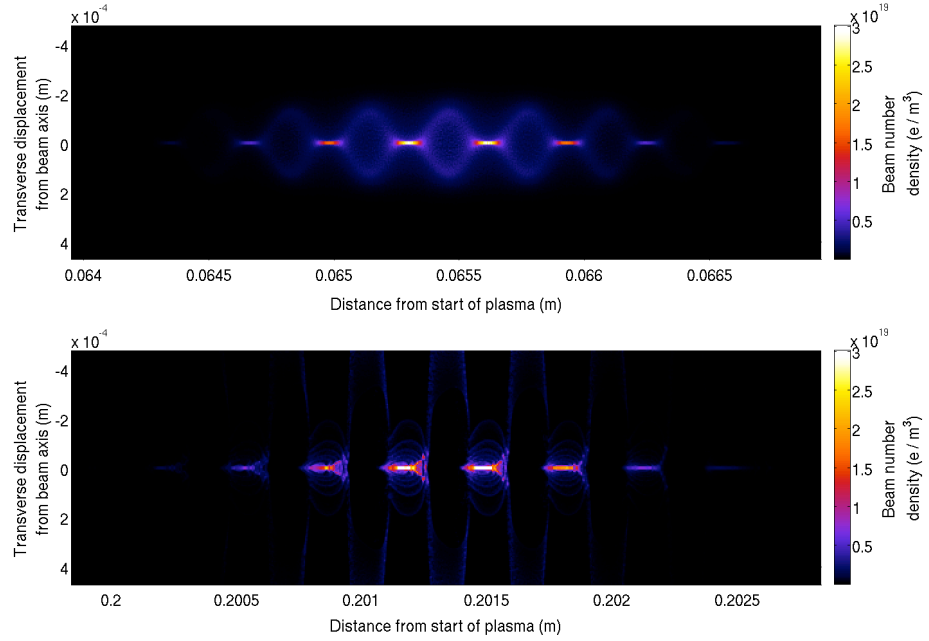 x 10^-4
x 10^19
-4
-2
0
2
4
Transverse displacement
from beam axis (m)
3
2.5
2
1.5
1
0.5
Beam number
density (e / m^3)
0.064
0.0645
0.065
0.0655
0.066
0.0665
Distance from start of plasma (m)
x 10^-4
x 10^19
-4
-2
0
2
4
Transverse displacement
from beam axis (m)
3
2.5
2
1.5
1
0.5
Beam number
density (e / m^3)
0.2
0.2005
0.201
0.2015
0.202
0.2025
Distance from start of plasma (m)